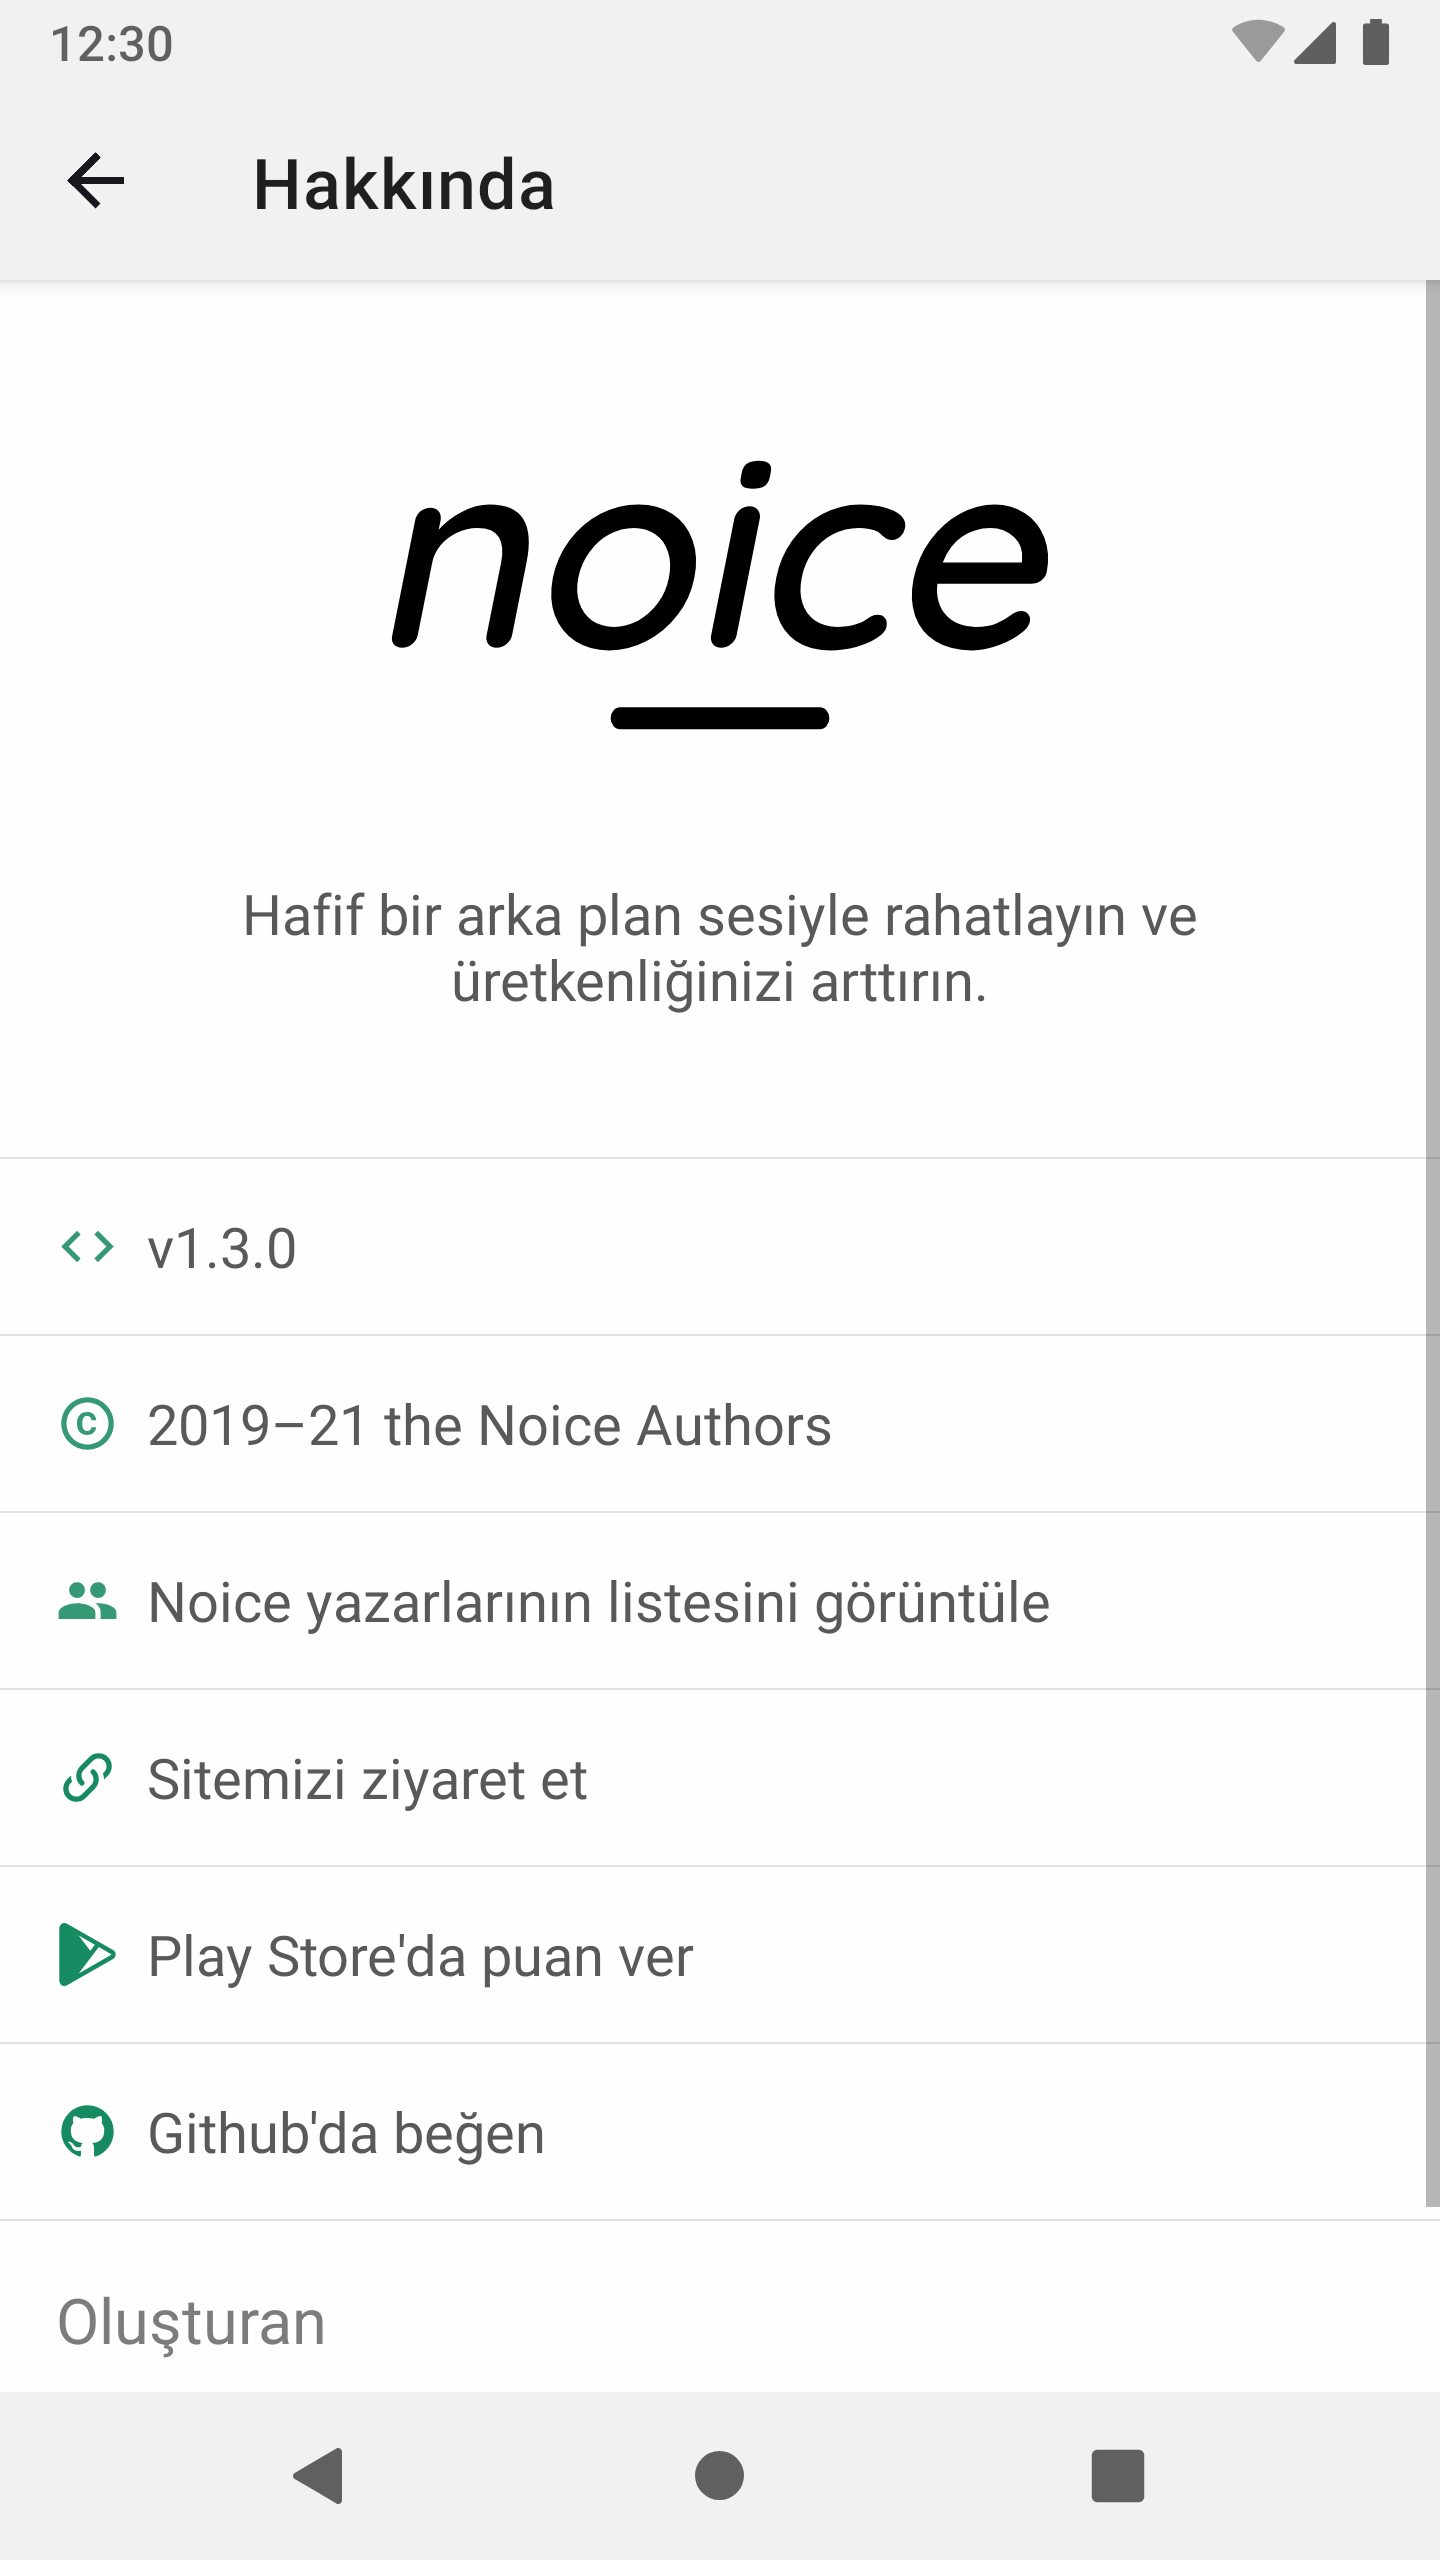 12:30
Hakkında
noice
Hafif bir arka plan sesiyle rahatlayın ve
üretkenliğinizi arttırın.
v1.3.0
2019–21 the Noice Authors
Noice yazarlarının listesini görüntüle
Sitemizi ziyaret et
Play Store'da puan ver
Github'da beğen
Oluşturan